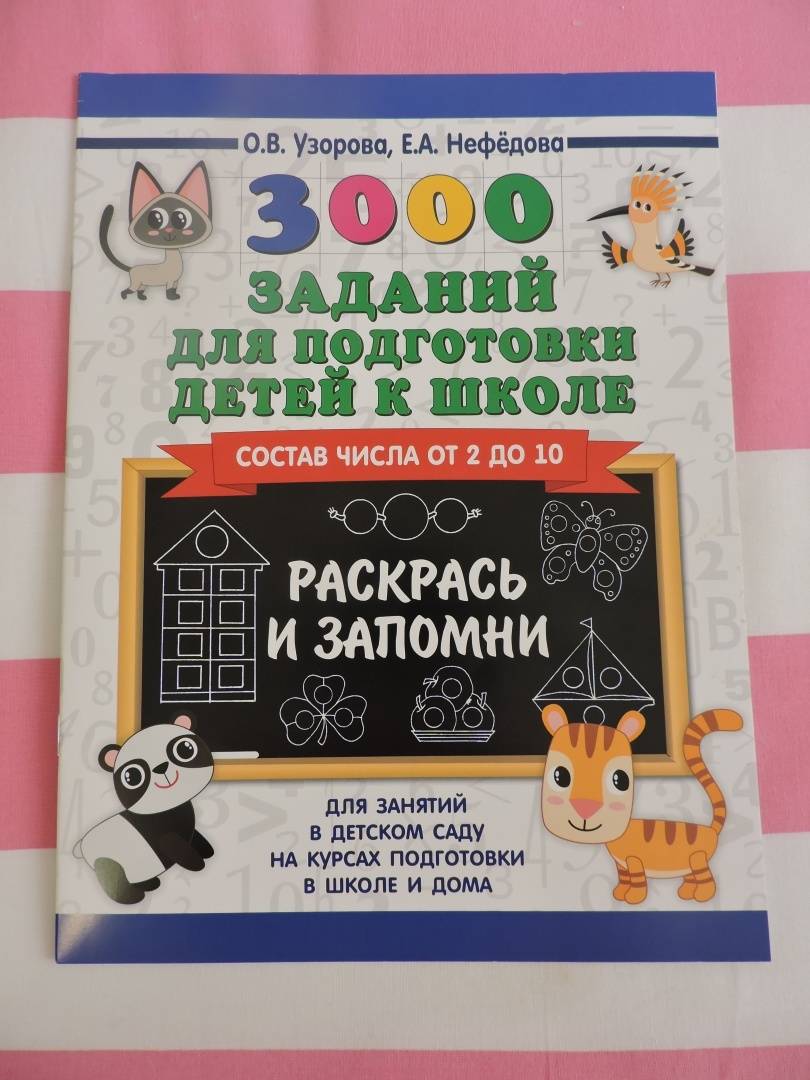 О.В. Узорова, Е.А. Нефёдова
3000
ЗАДАНИЙ
ДЛЯ ПОДГОТОВКИ
ДЕТЕЙ К ШКОЛЕ
СОСТАВ ЧИСЛА ОТ 2 ДО 10
РАСКРАСЬ
И ЗАПОМНИ
ДЛЯ ЗАНЯТИЙ
В ДЕТСКОМ САДУ
НА КУРСАХ ПОДГОТОВКИ
В ШКОЛЕ И ДОМА